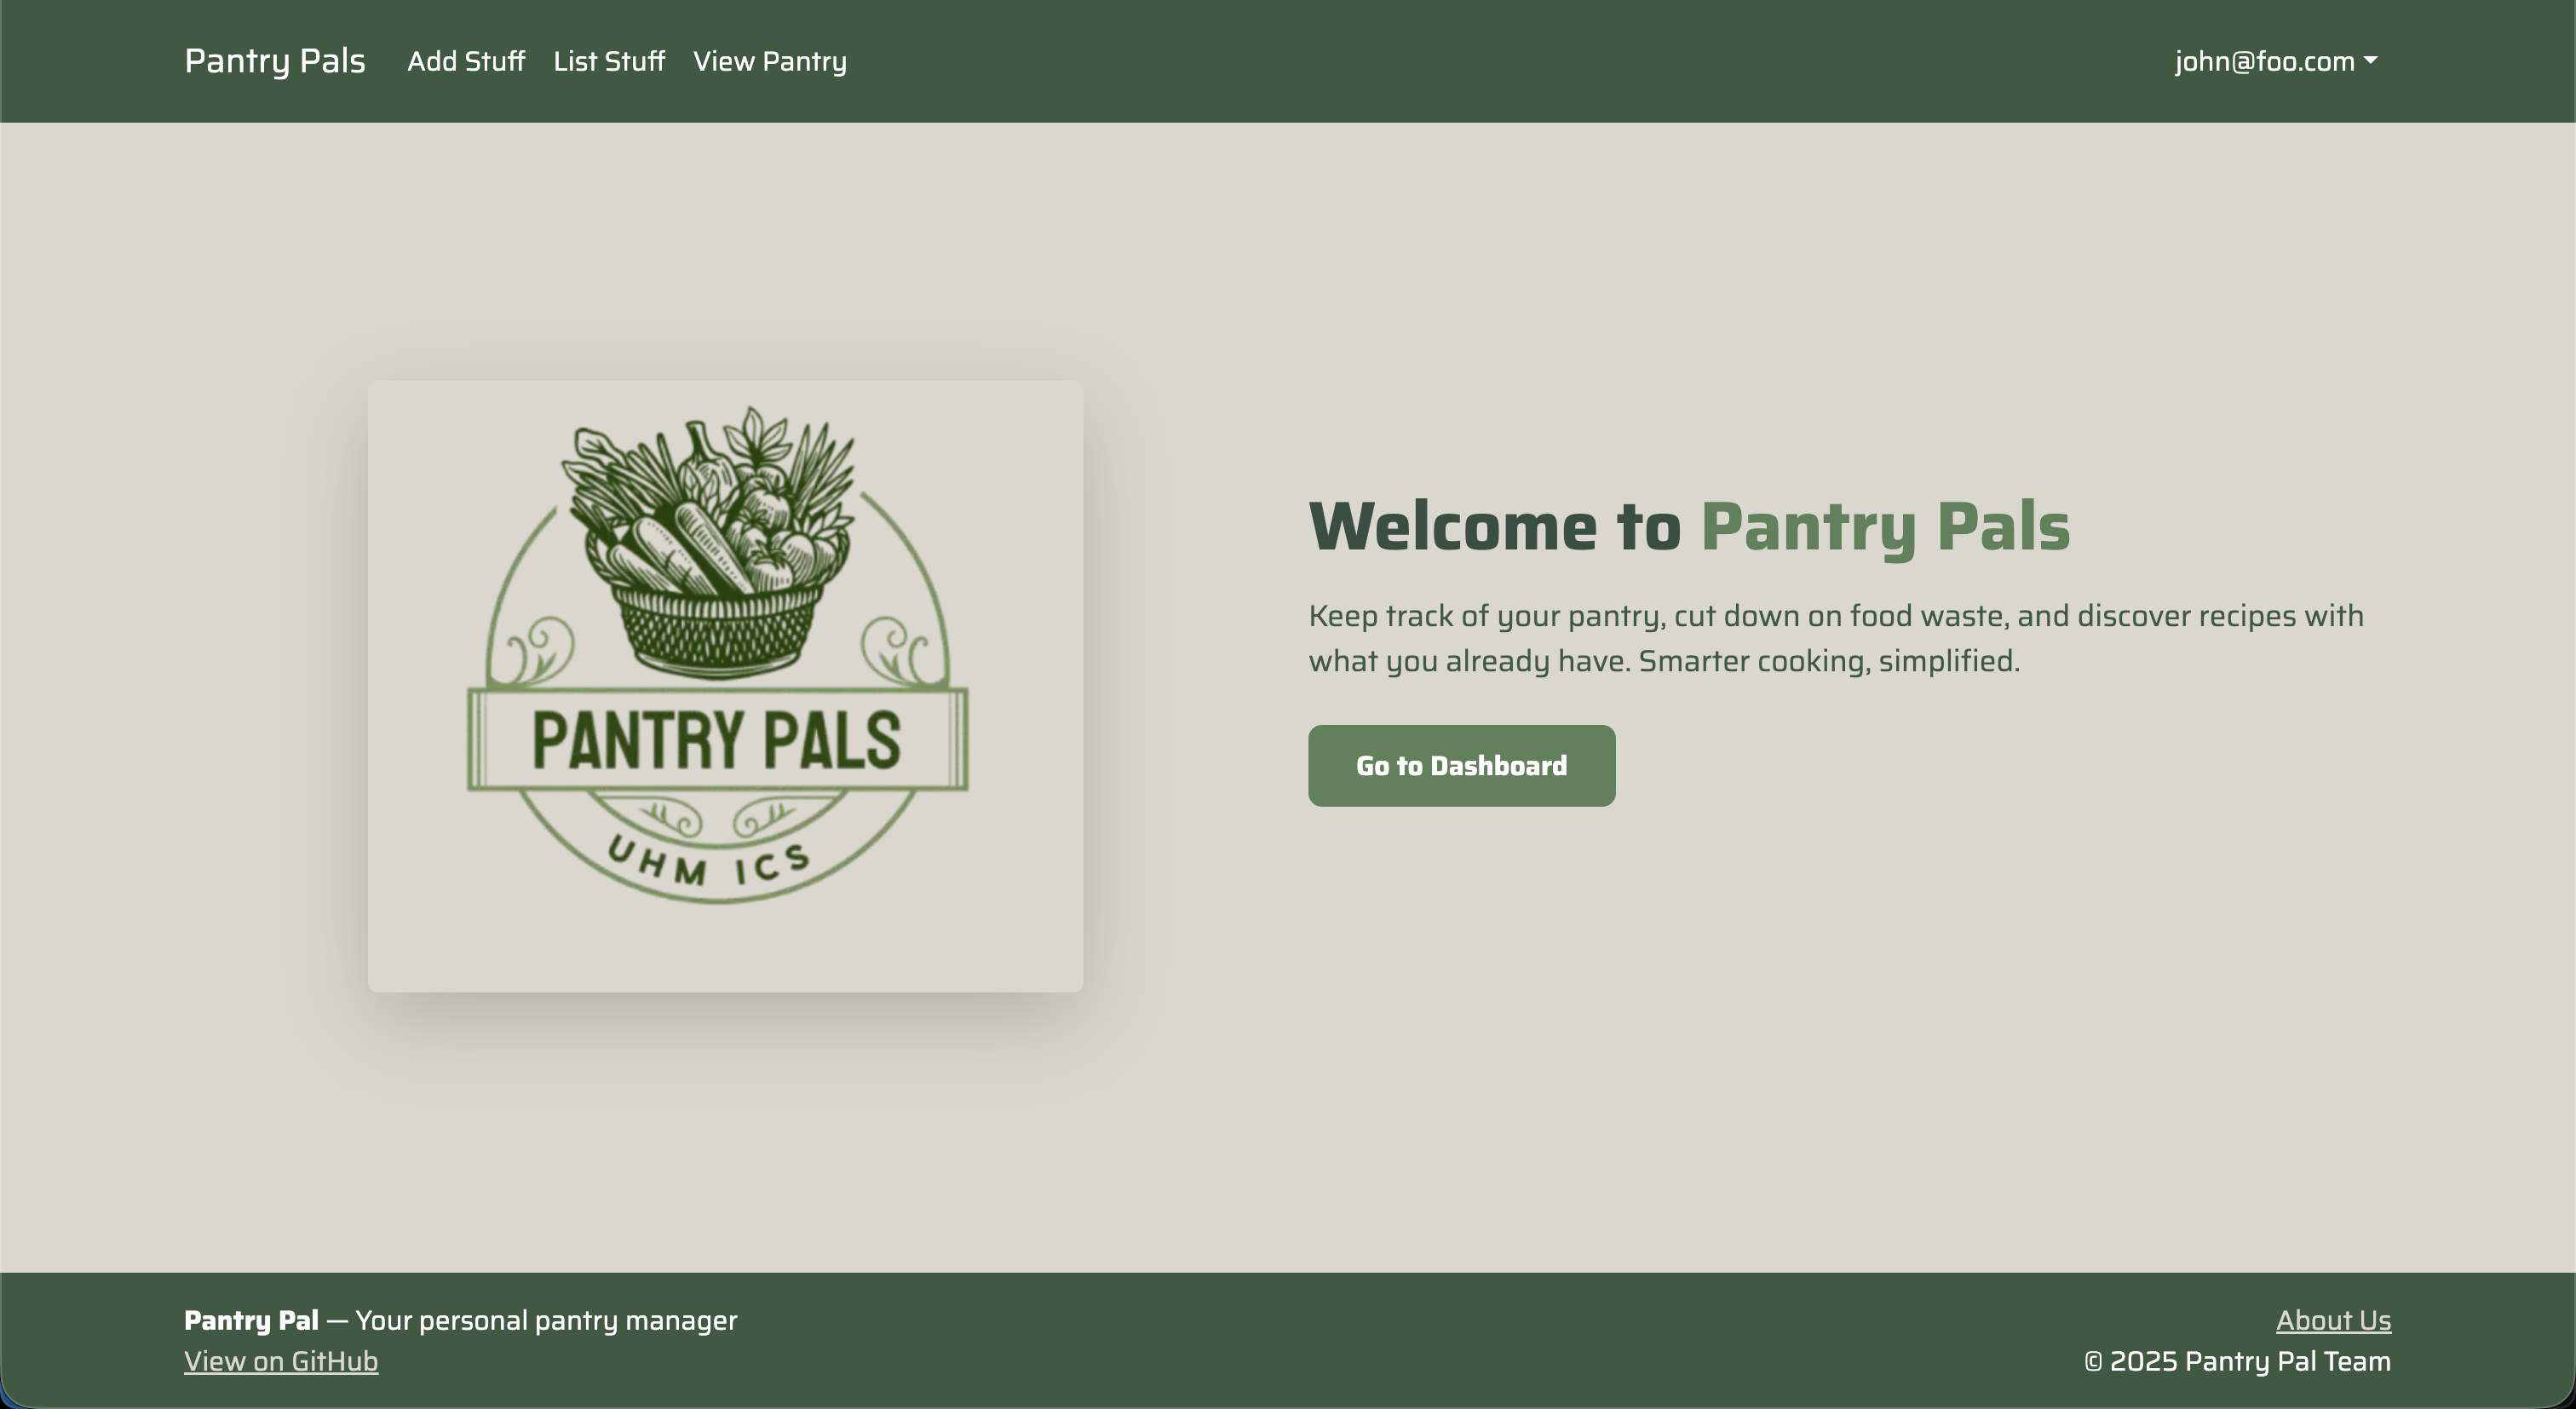 Pantry Pals Add Stuff List Stuff View Pantry john@foo.com
PANTRY PALS
UHM ICS
Welcome to Pantry Pals
Keep track of your pantry, cut down on food waste, and discover recipes with
what you already have. Smarter cooking, simplified.
Go to Dashboard
Pantry Pal — Your personal pantry manager
View on GitHub
About Us
© 2025 Pantry Pal Team